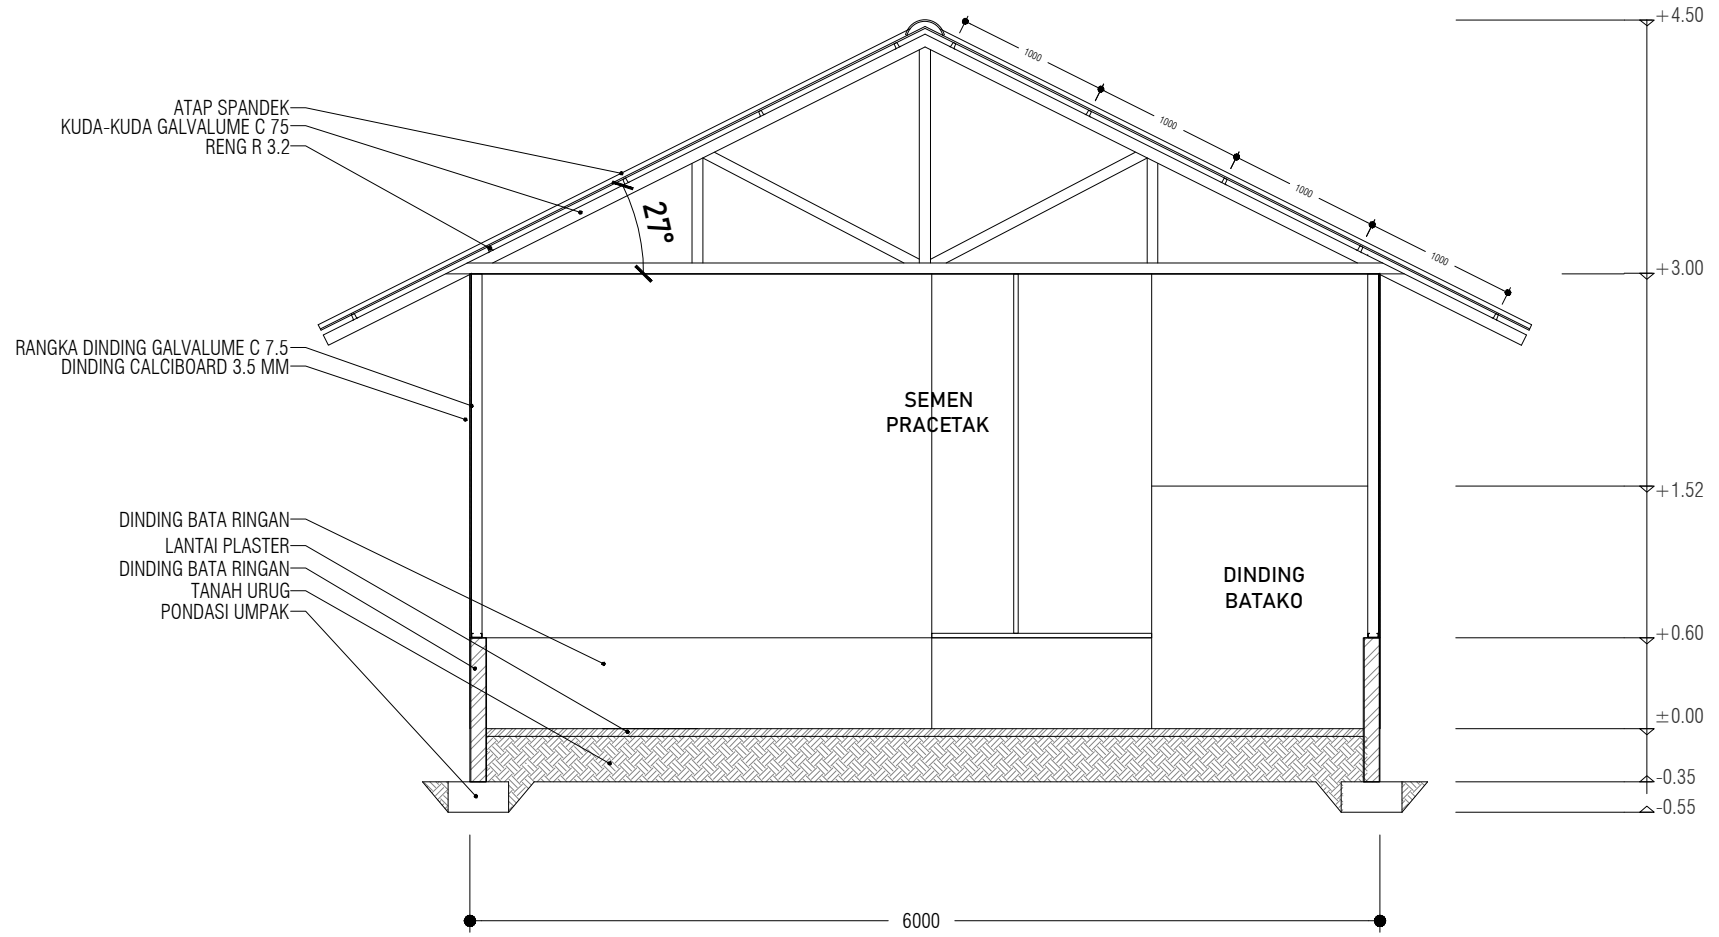 +4.50
1000
1000
1000
1000
ATAP SPANDEK
KUDA-KUDA GALVALUME C 75
RENG R 3.2
27°
+3.00
RANGKA DINDING GALVALUME C 7.5
DINDING CALCIBOARD 3.5 MM
SEMEN
PRACETAK
+1.52
DINDING BATA RINGAN
LANTAI PLASTER
DINDING BATA RINGAN
TANAH URUG
PONDASI UMPAK
DINDING
BATAKO
+0.60
±0.00
-0.35
-0.55
6000